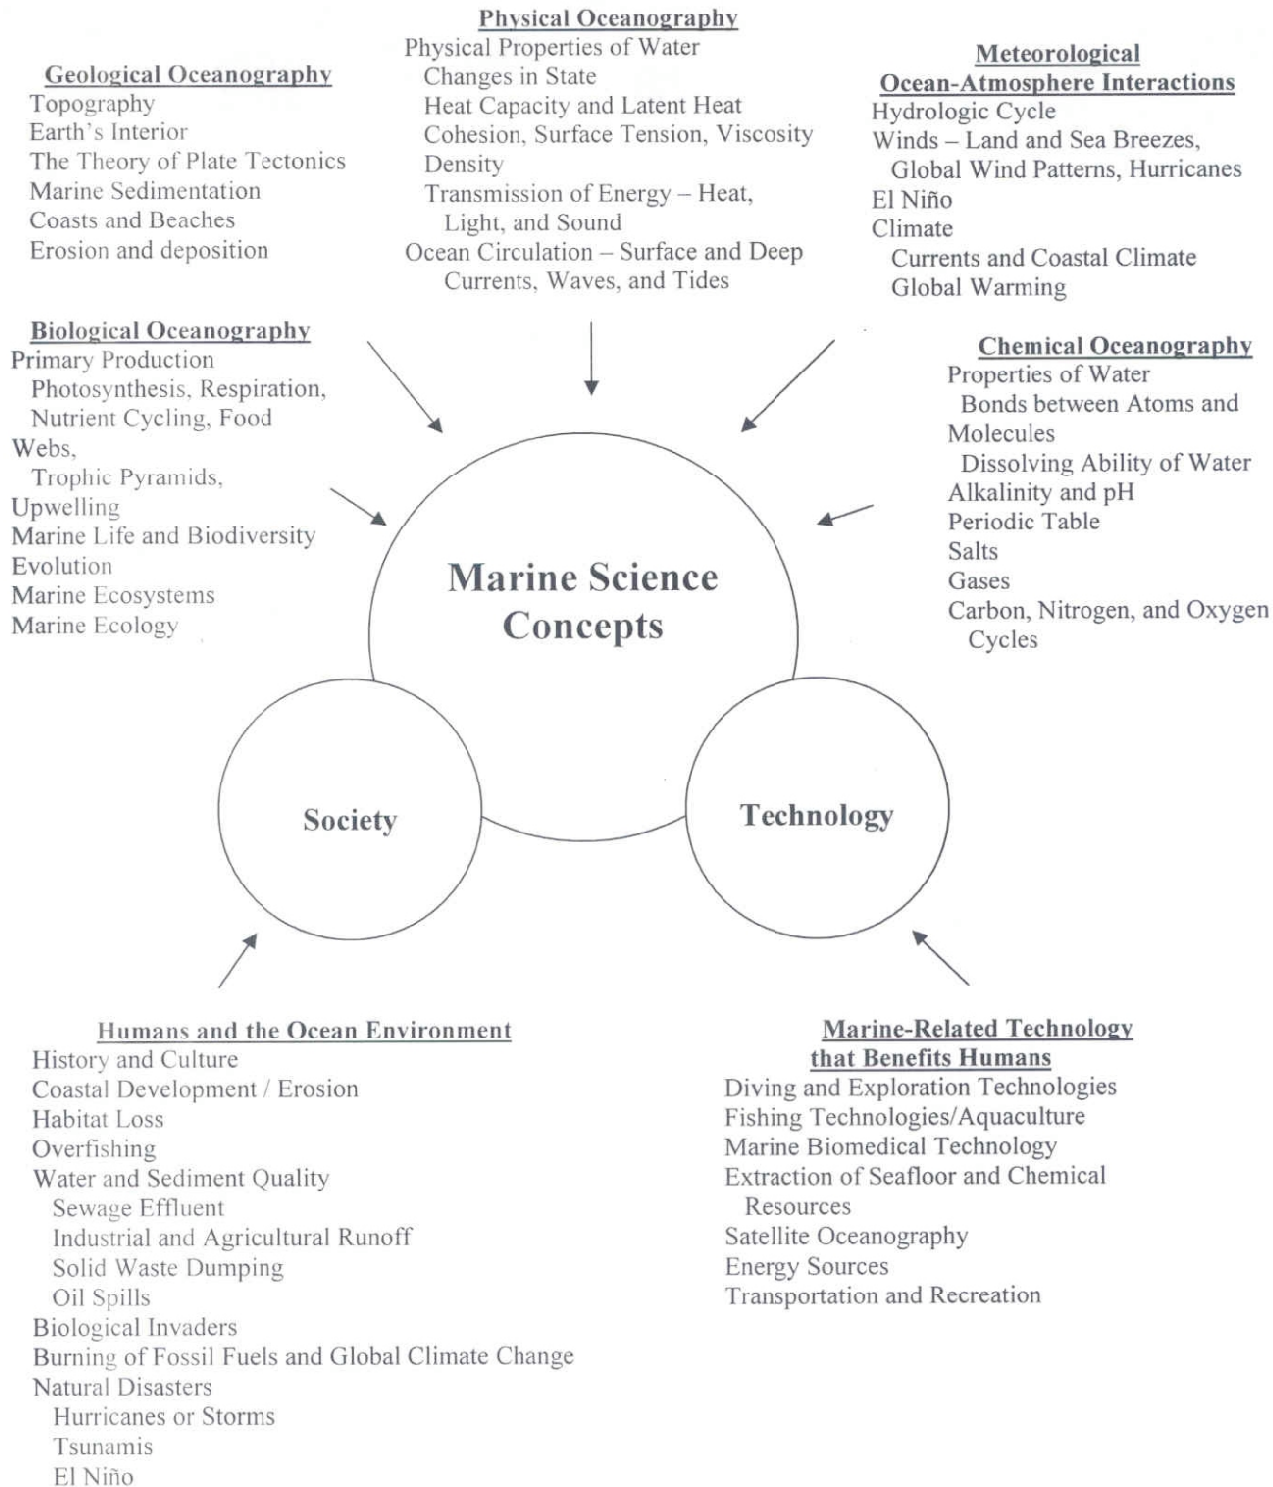 Geological Oceanography
Topography
Earth's Interior
The Theory of Plate Tectonics
Marine Sedimentation
Coasts and Beaches
Erosion and deposition
Physical Oceanography
Physical Properties of Water
Changes in State
Heat Capacity and Latent Heat
Cohesion, Surface Tension, Viscosity
Density
Transmission of Energy – Heat,
Light, and Sound
Ocean Circulation – Surface and Deep
Currents, Waves, and Tides
Meteorological
Ocean-Atmosphere Interactions
Hydrologic Cycle
Winds – Land and Sea Breezes,
Global Wind Patterns, Hurricanes
El Niño
Climate
Currents and Coastal Climate
Global Warming
Biological Oceanography
Primary Production
Photosynthesis, Respiration,
Nutrient Cycling, Food
Webs,
Trophic Pyramids,
Upwelling
Marine Life and Biodiversity
Evolution
Marine Ecosystems
Marine Ecology
Chemical Oceanography
Properties of Water
Bonds between Atoms and
Molecules
Dissolving Ability of Water
Alkalinity and pH
Periodic Table
Salts
Gases
Carbon, Nitrogen, and Oxygen
Cycles
Marine Science
Concepts
Society
Technology
Humans and the Ocean Environment
History and Culture
Coastal Development / Erosion
Habitat Loss
Overfishing
Water and Sediment Quality
Sewage Effluent
Industrial and Agricultural Runoff
Solid Waste Dumping
Oil Spills
Biological Invaders
Burning of Fossil Fuels and Global Climate Change
Natural Disasters
Hurricanes or Storms
Tsunamis
El Niño
Marine-Related Technology
that Benefits Humans
Diving and Exploration Technologies
Fishing Technologies/Aquaculture
Marine Biomedical Technology
Extraction of Seafloor and Chemical
Resources
Satellite Oceanography
Energy Sources
Transportation and Recreation